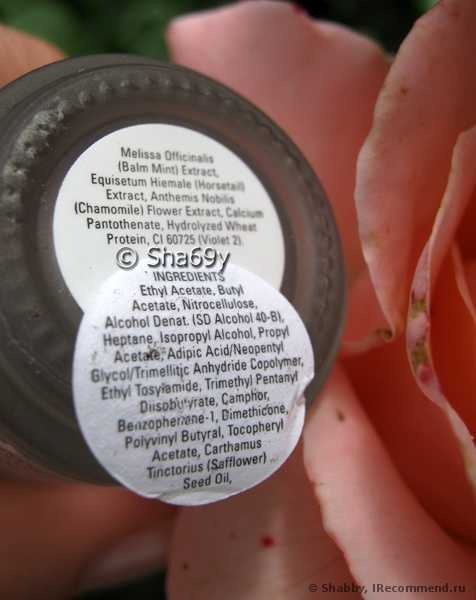 Melissa Officinalis
(Balm Mint) Extract,
Equisetum Hiemale (Horsetail)
Extract, Anthemis Nobilis
(Chamomile) Flower Extract, Calcium
Pantothenate, Hydrolyzed Wheat
Protein, CI 60725 (Violet 2).
© Sha69y
INGREDIENTS
Ethyl Acetate, Butyl
Acetate, Nitrocellulose,
Alcohol Denat. (SD Alcohol 40-B),
Heptane, Isopropyl Alcohol, Propyl
Acetate, Adipic Acid/Neopentyl
Glycol/Trimellitic Anhydride Copolymer,
Ethyl Tosylamide, Trimethyl Pentanyl
Diisobutyrate, Camphor,
Benzophenone-1, Dimethicone,
Polyvinyl Butyral, Tocopheryl
Acetate, Carthamus
Tinctorius (Safflower)
Seed Oil,
© Shabby, IRecommend.ru